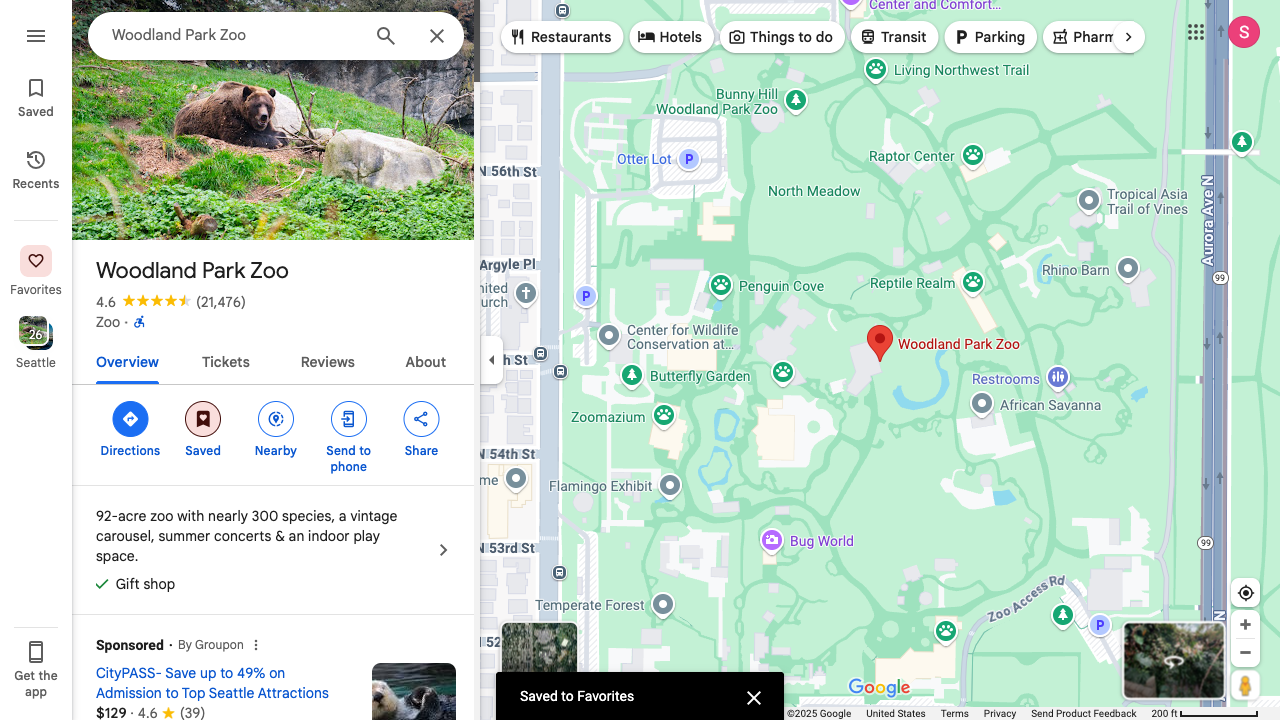 Woodland Park Zoo
Saved
Recents
Favorites
26
Seattle
Get the
app
Woodland Park Zoo
4.6 (21,476)
Zoo ·
Overview
Tickets
Reviews
About
Directions
Saved
Nearby
Send to
phone
Share
92-acre zoo with nearly 300 species, a vintage
carousel, summer concerts & an indoor play
space.
Gift shop
Sponsored · By Groupon
CityPASS- Save up to 49% on
Admission to Top Seattle Attractions
$129 · 4.6 (39)
Restaurants
Hotels
Things to do
Transit
Parking
Pharm
S
Center and Comfort...
Living Northwest Trail
Bunny Hill
Woodland Park Zoo
Otter Lot
P
Raptor Center
N 56th St
North Meadow
Tropical Asia
Trail of Vines
Aurora Ave N
Argyle Pl
Rhino Barn
99
Penguin Cove
Reptile Realm
P
Center for Wildlife
Conservation at...
Woodland Park Zoo
h St
Butterfly Garden
Restrooms
African Savanna
Zoomazium
N 54th St
Flamingo Exhibit
Bug World
99
N 53rd St
Temperate Forest
Zoo Access Rd
P
N
52
Saved to Favorites
Google
©2025 Google
United States
Terms
Privacy
Send Product Feedback
200 ft